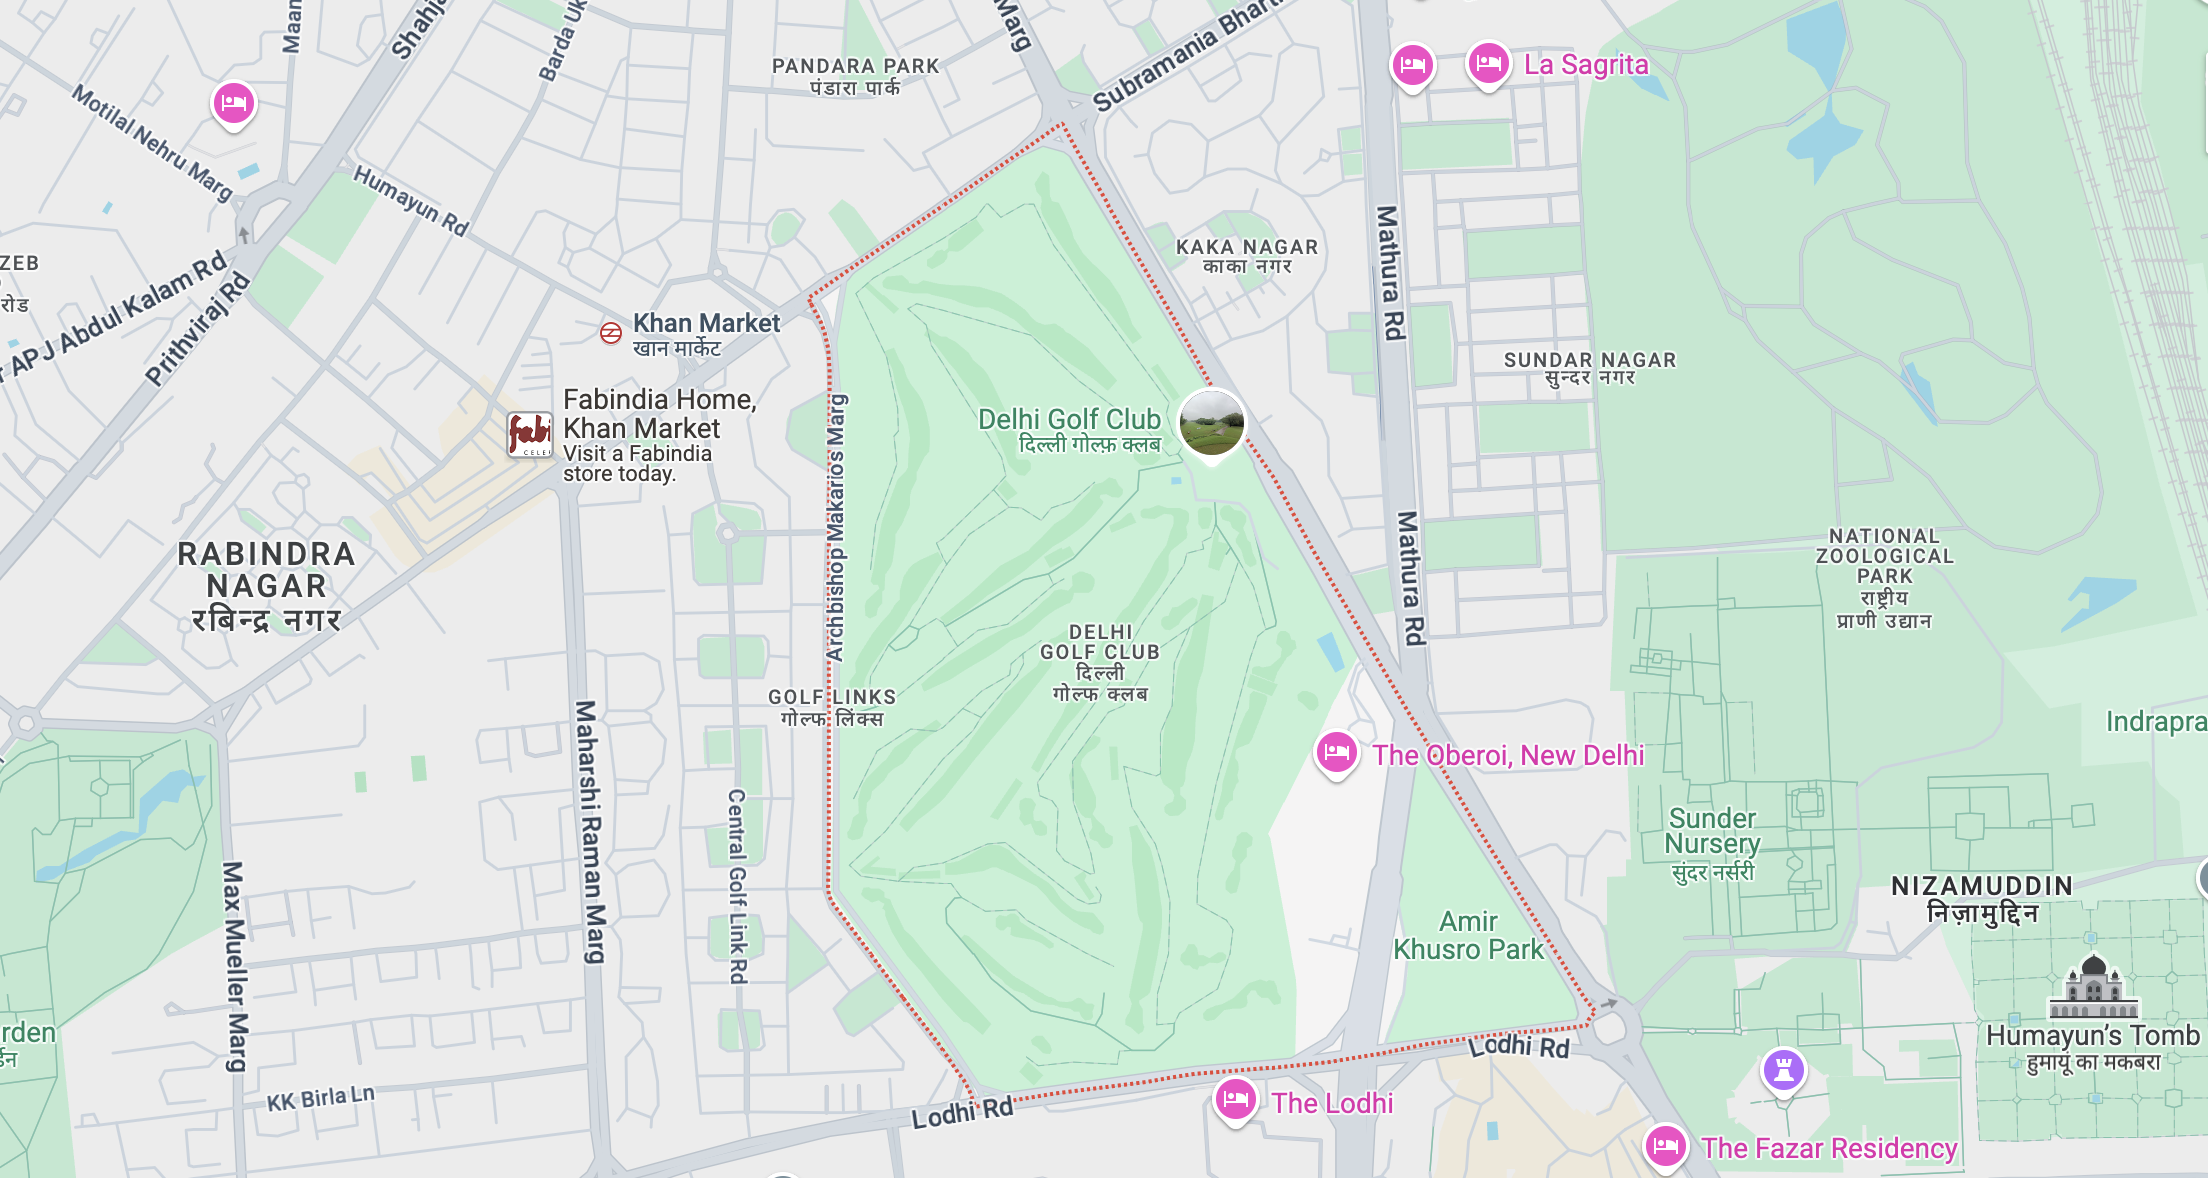 Maan
Shahja
Barda Uk
Marg
Subramania Bharti
PANDARA PARK
पंडारा पार्क
La Sagrita
Motilal Nehru Marg
Humayun Rd
ZEB
रोड
APJ Abdul Kalam Rd
Prithviraj Rd
KAKA NAGAR
काका नगर
Mathura Rd
Khan Market
खान मार्केट
SUNDAR NAGAR
सुन्दर नगर
Fabindia Home,
Khan Market
Visit a Fabindia
store today.
fabi
CELE
Delhi Golf Club
दिल्ली गोल्फ़ क्लब
Archbishop Makarios Marg
RABINDRA
NAGAR
रबिन्द्र नगर
Mathura Rd
NATIONAL
ZOOLOGICAL
PARK
राष्ट्रीय
प्राणी उद्यान
DELHI
GOLF CLUB
दिल्ली
गोल्फ क्लब
GOLF LINKS
गोल्फ लिंक्स
Indrapra
The Oberoi, New Delhi
Maharshi Raman Marg
Central Golf Link Rd
Sunder
Nursery
सुंदर नर्सरी
Max Mueller Marg
NIZAMUDDIN
निज़ामुद्दिन
Amir
Khusro Park
rden
र्डन
Lodhi Rd
Humayun's Tomb
हुमायूं का मकबरा
KK Birla Ln
Lodhi Rd
The Lodhi
The Fazar Residency